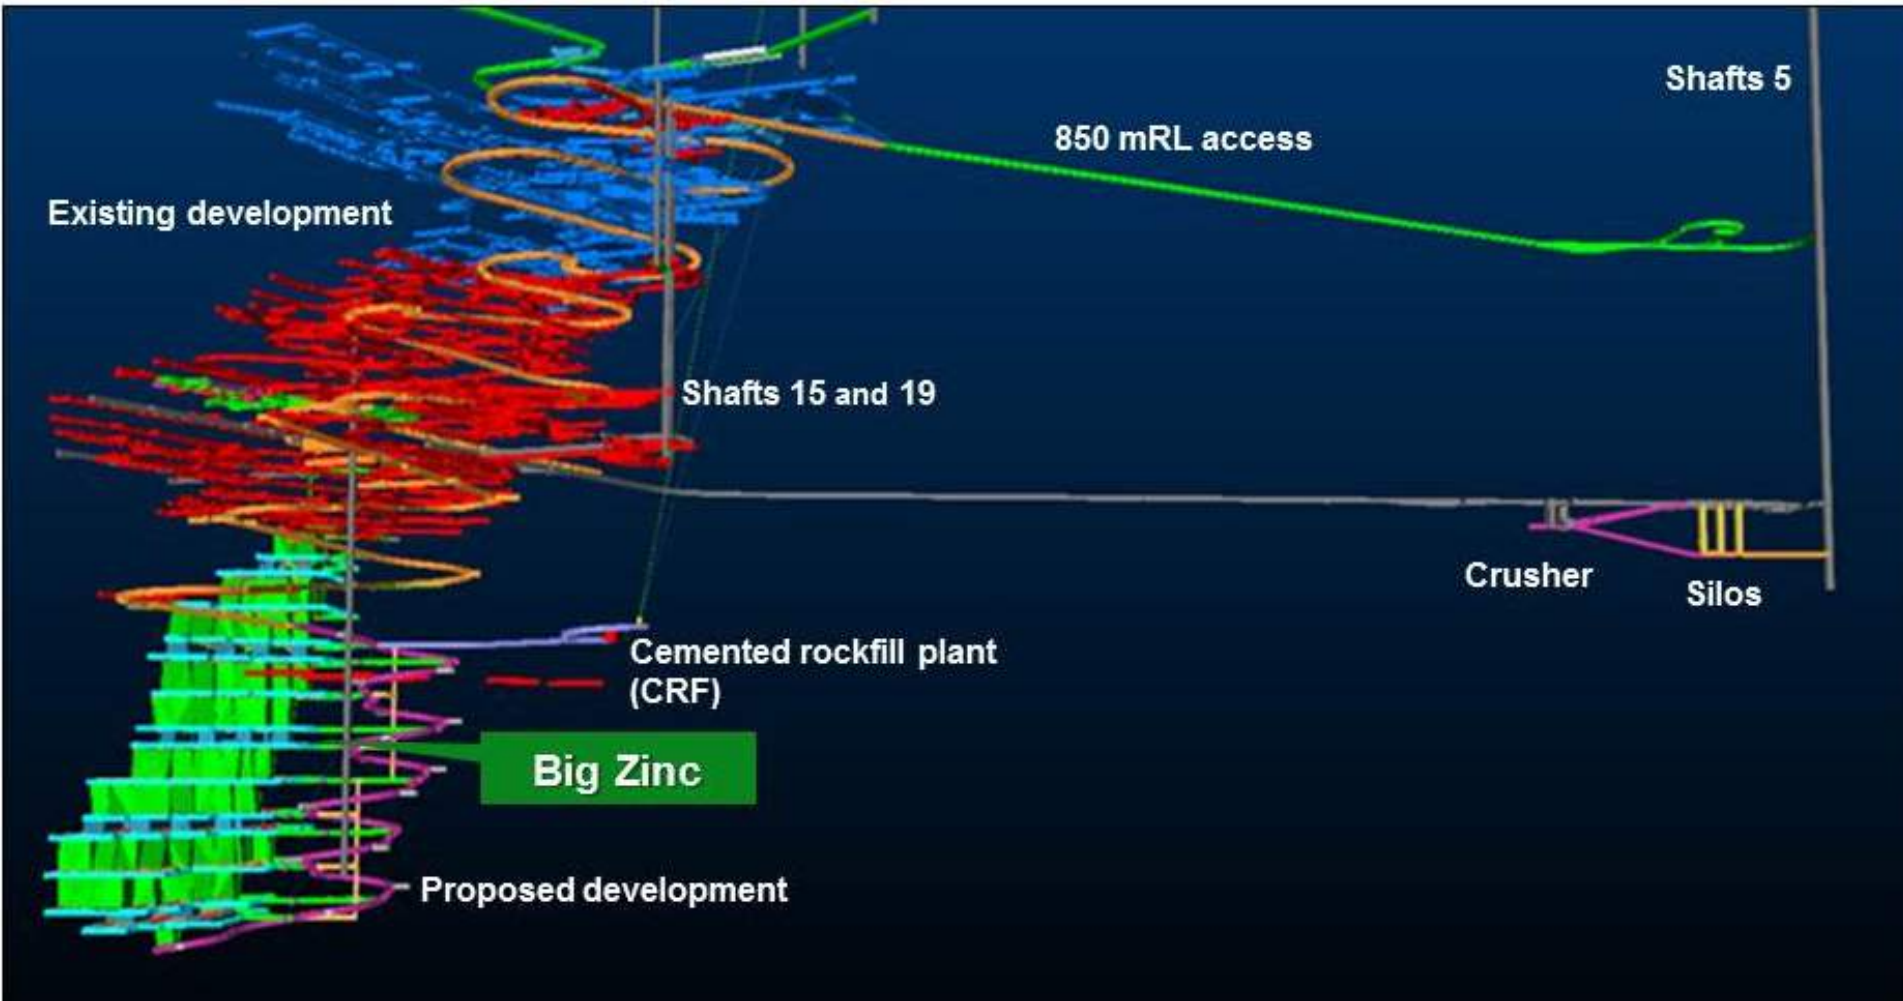 Shafts 5
850 mRL access
Existing development
Shafts 15 and 19
Crusher
Silos
Cemented rockfill plant
(CRF)
Big Zinc
Proposed development